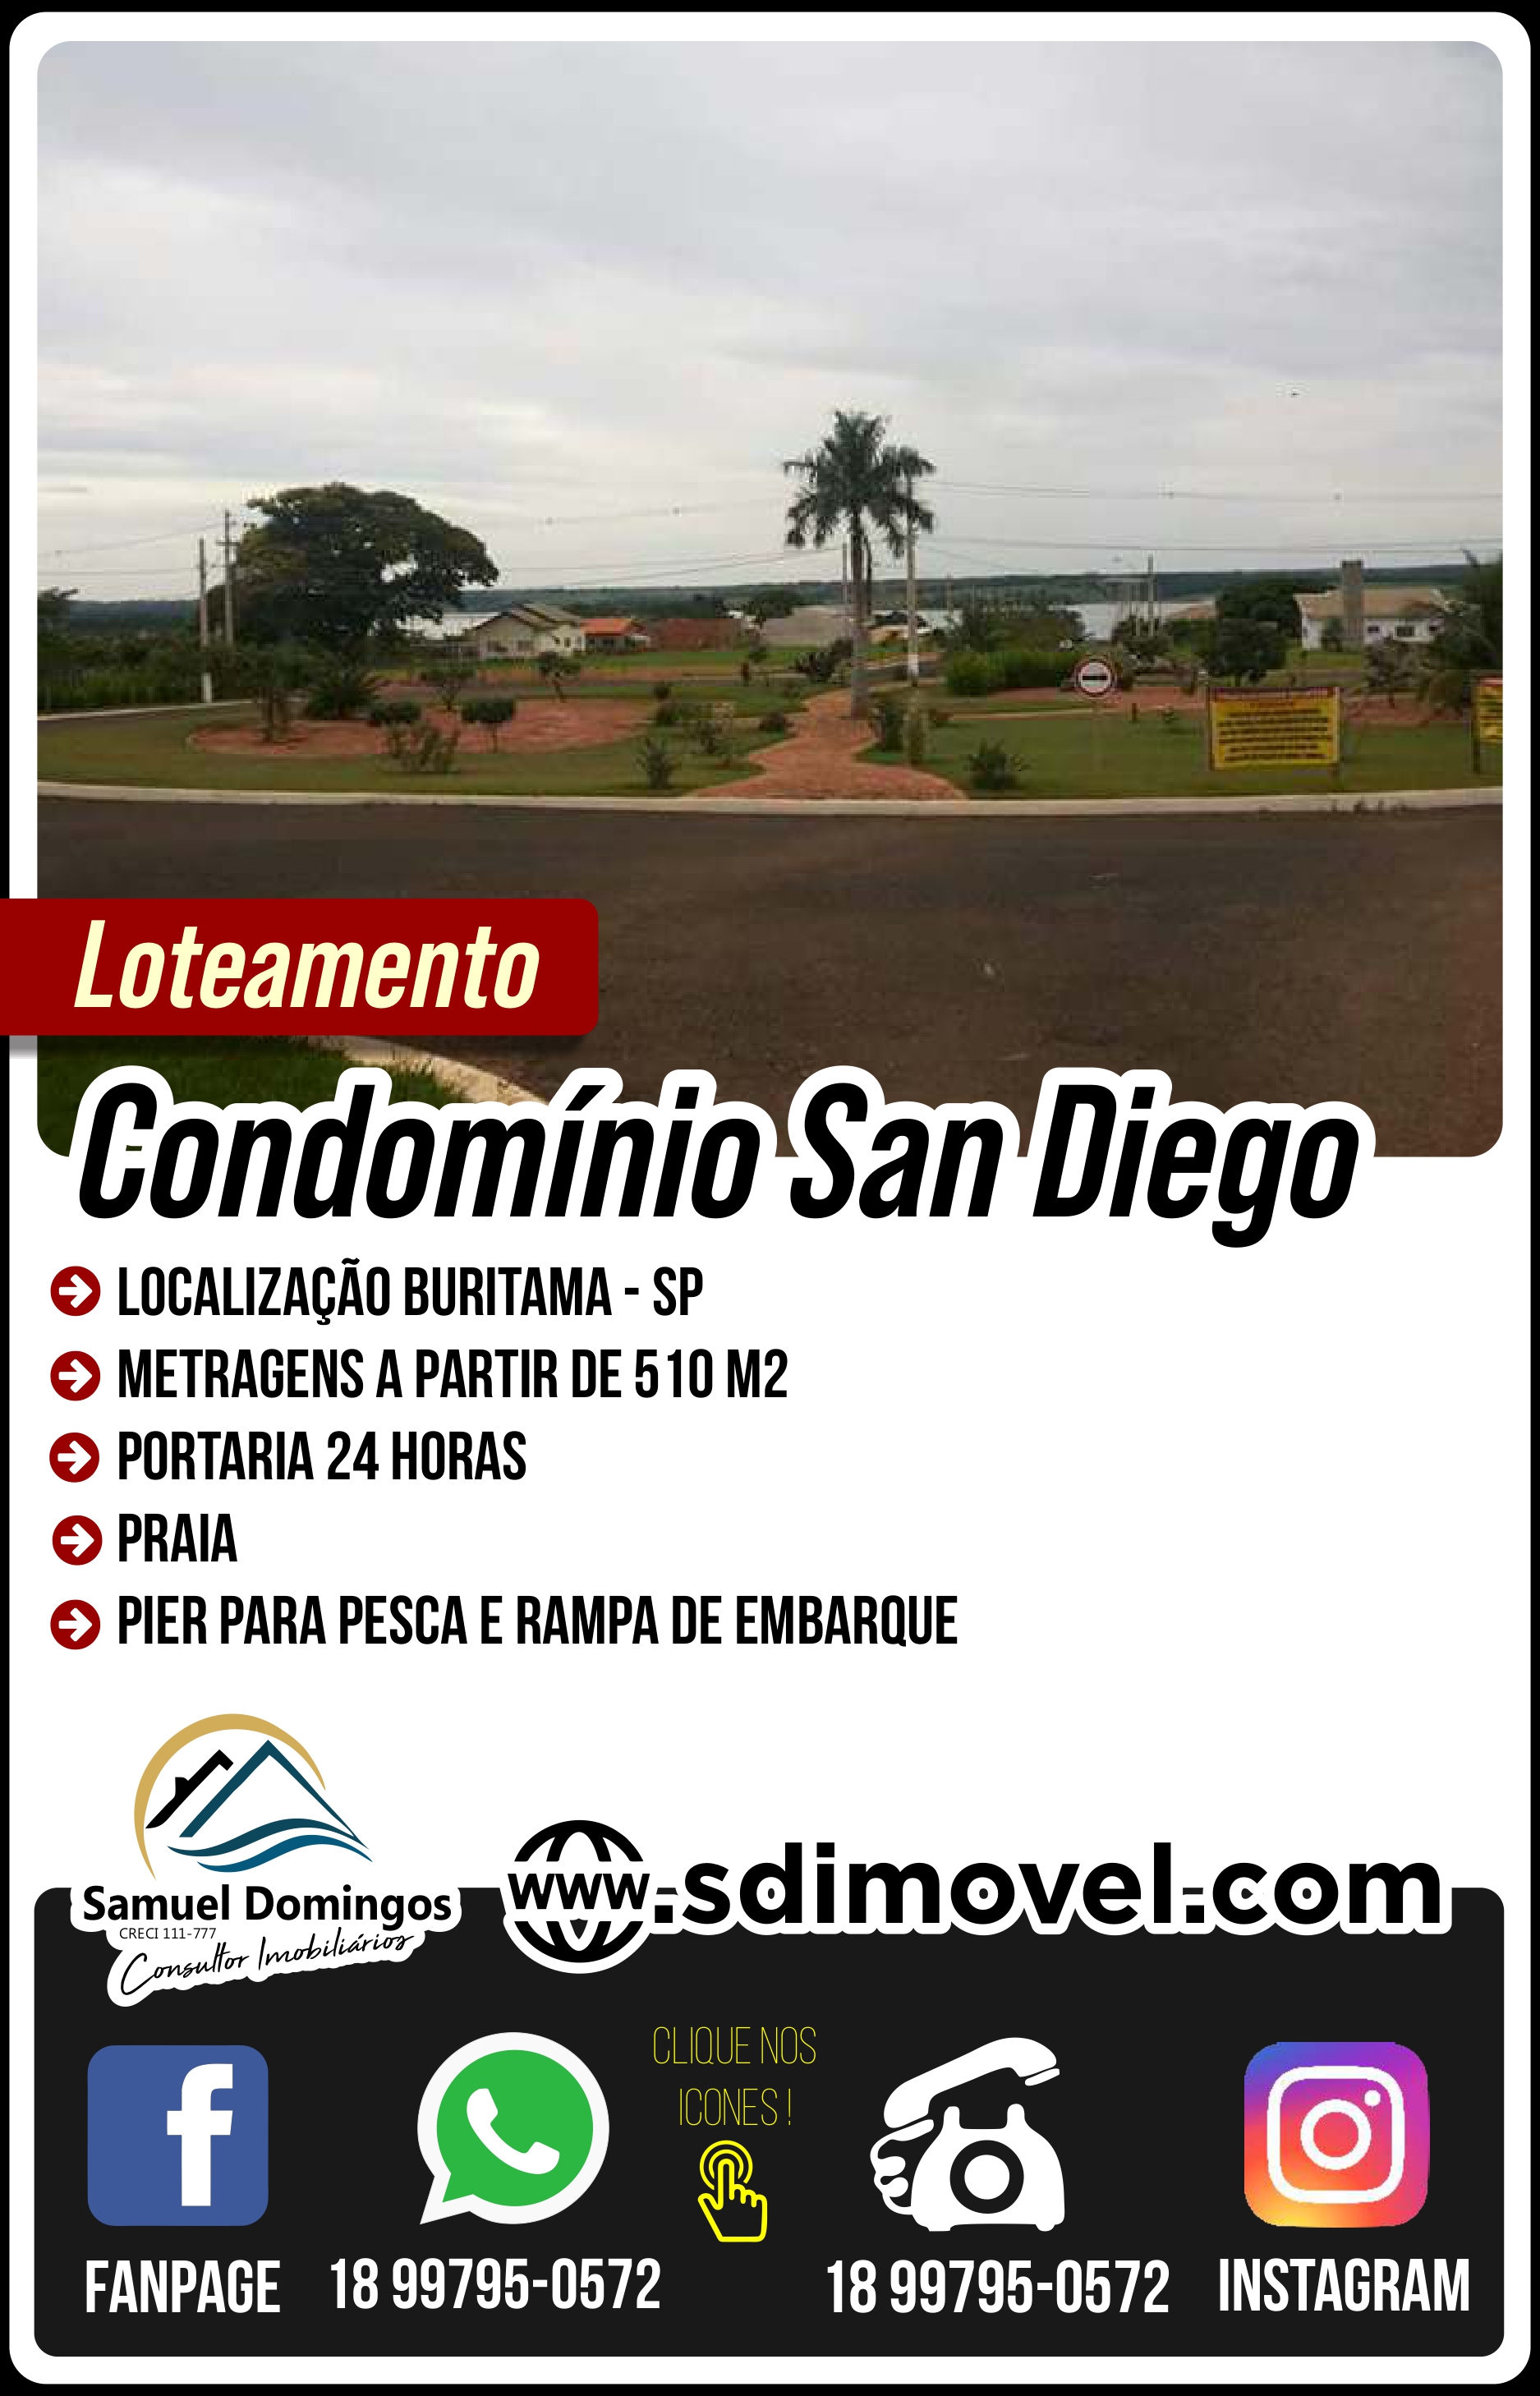 Loteamento
Condomínio San Diego
LOCALIZAÇÃO BURITAMA - SP
METRAGENS A PARTIR DE 510 M2
PORTARIA 24 HORAS
PRAIA
PIER PARA PESCA E RAMPA DE EMBARQUE
Samuel Domingos
CRECI 111-777
Consultor Imobiliários
www.sdimovel.com
CLIQUE NOS
ICONES !
FANPAGE
18 99795-0572
18 99795-0572
INSTAGRAM